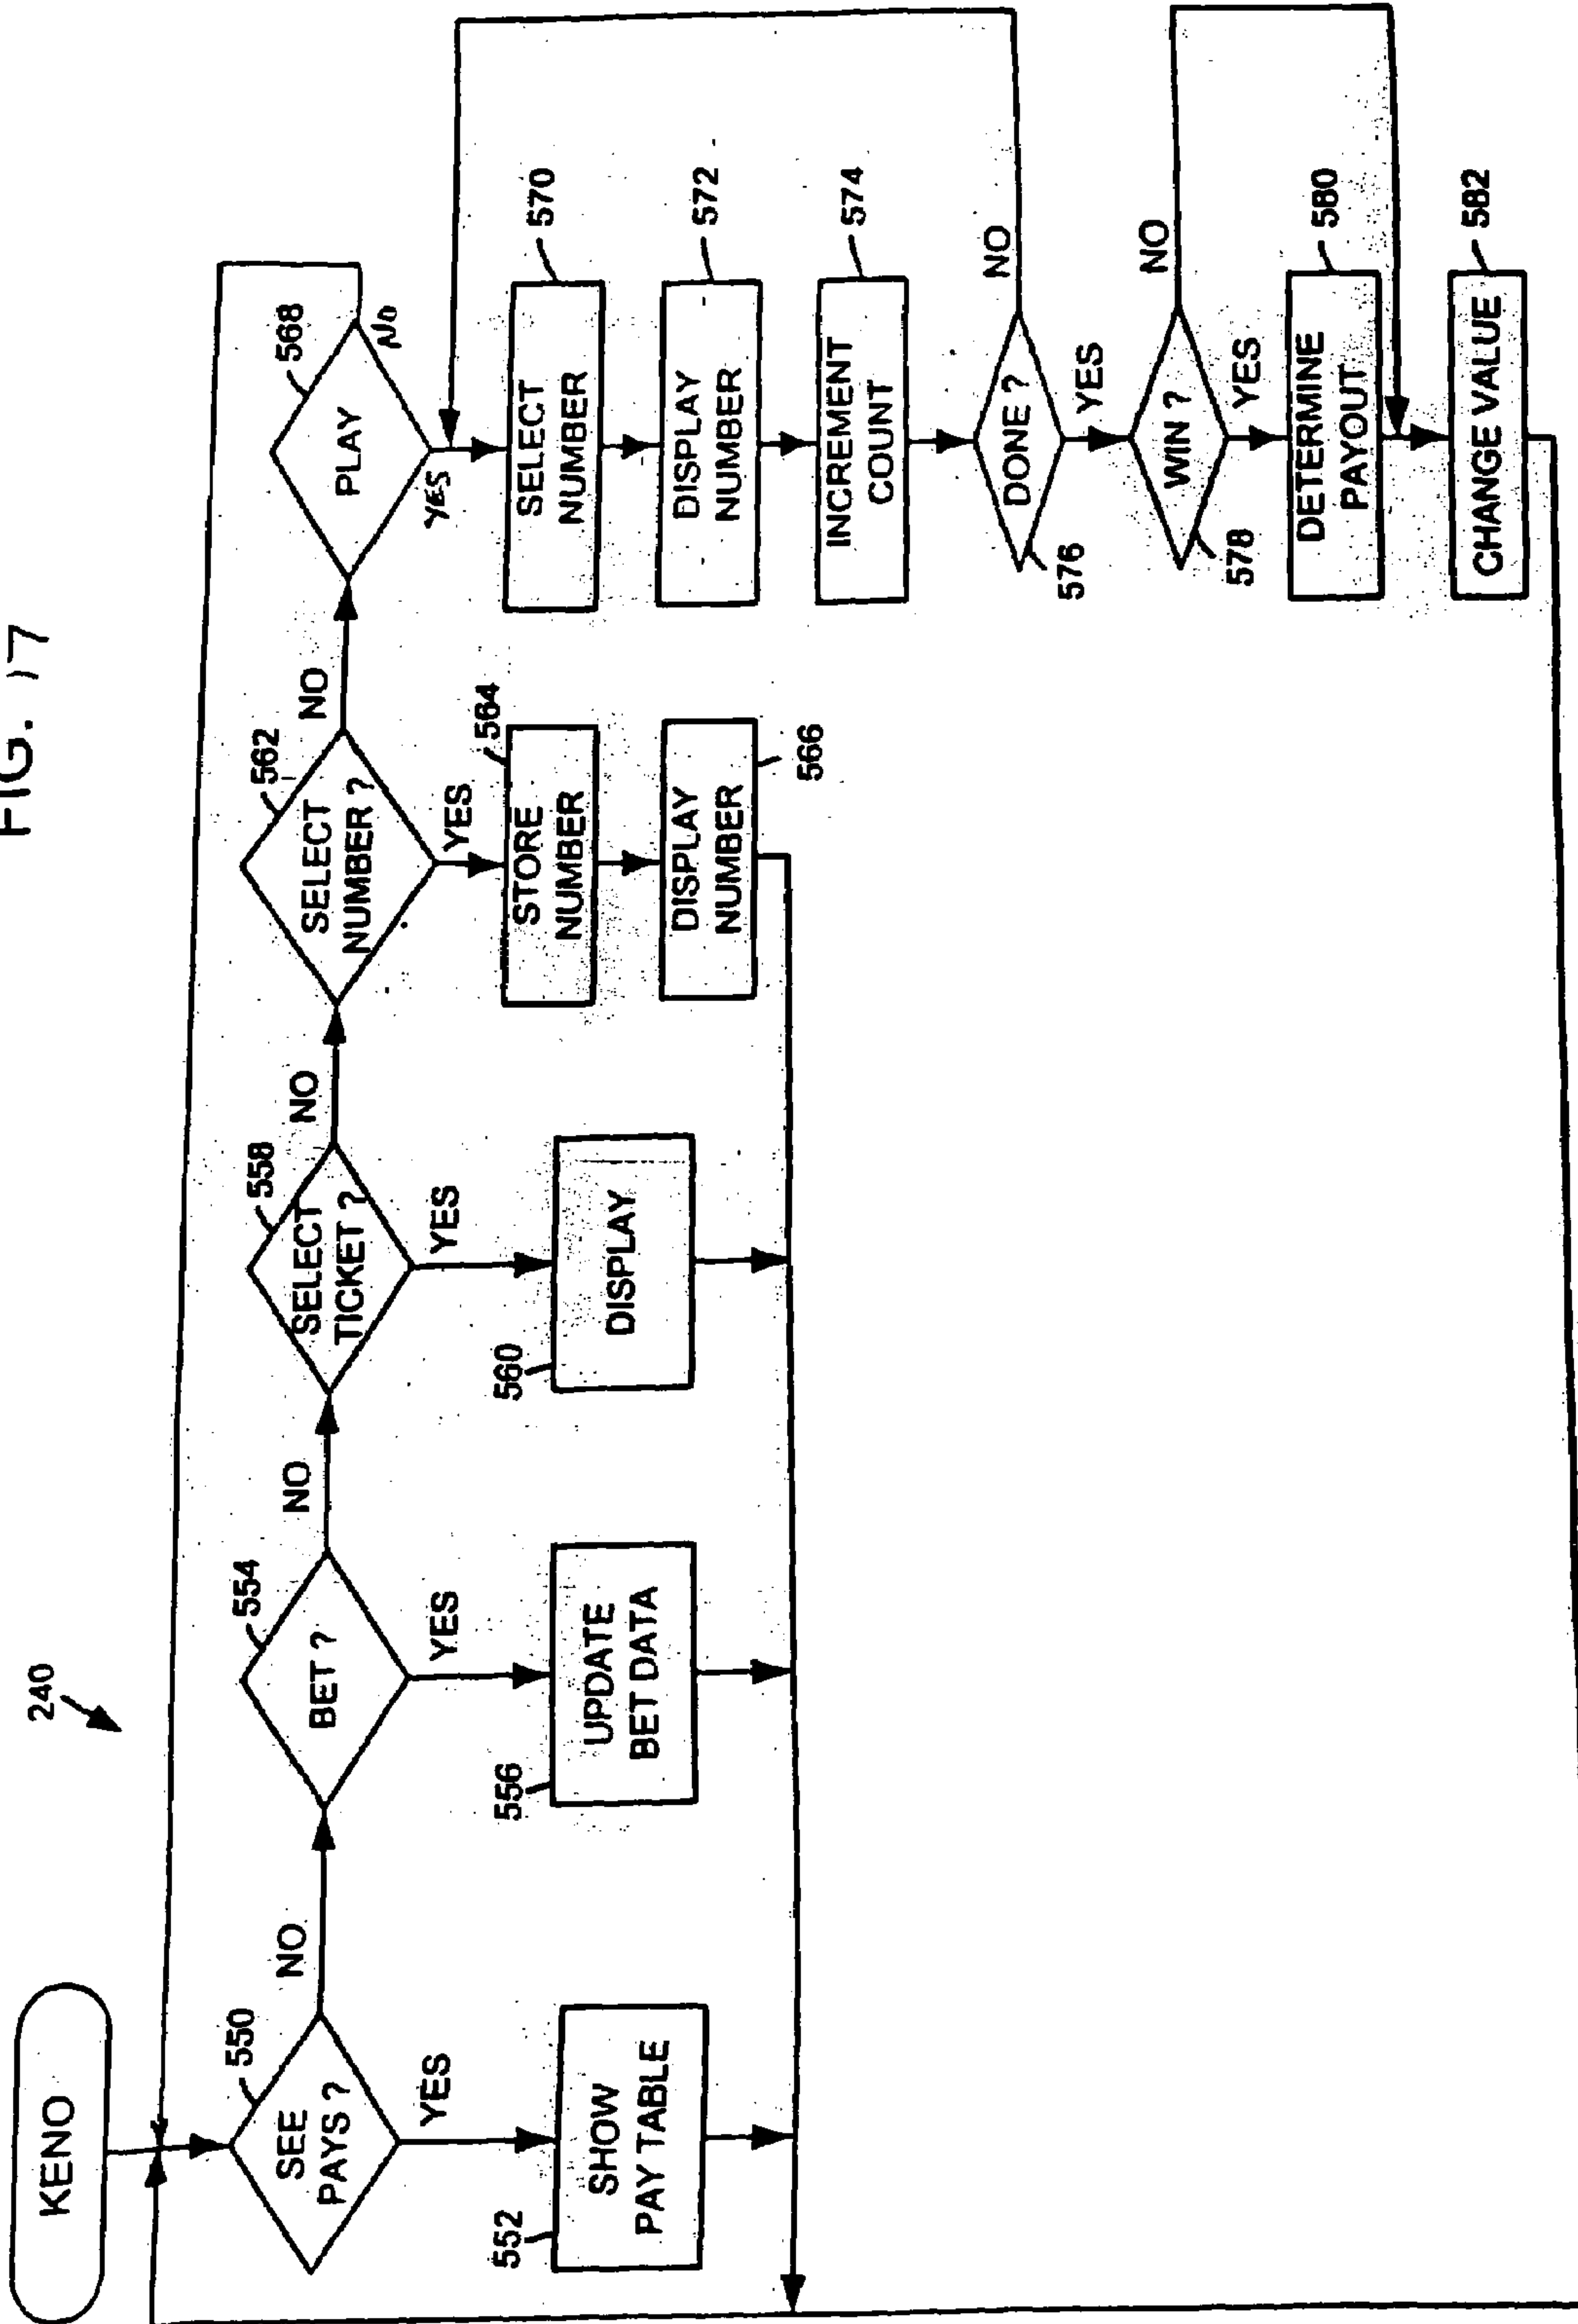 FIG. 17
240
KENO
SEE
PAYS ?
550
NO
YES
SHOW
PAY TABLE
552
BET ?
554
NO
YES
UPDATE
BET DATA
556
SELECT
TICKET ?
558
NO
YES
DISPLAY
560
SELECT
NUMBER ?
562
NO
YES
STORE
NUMBER
564
DISPLAY
NUMBER
566
PLAY
568
NO
YES
SELECT
NUMBER
570
DISPLAY
NUMBER
572
INCREMENT
COUNT
574
DONE ?
576
NO
YES
WIN ?
578
NO
YES
DETERMINE
PAYOUT
580
CHANGE VALUE
582